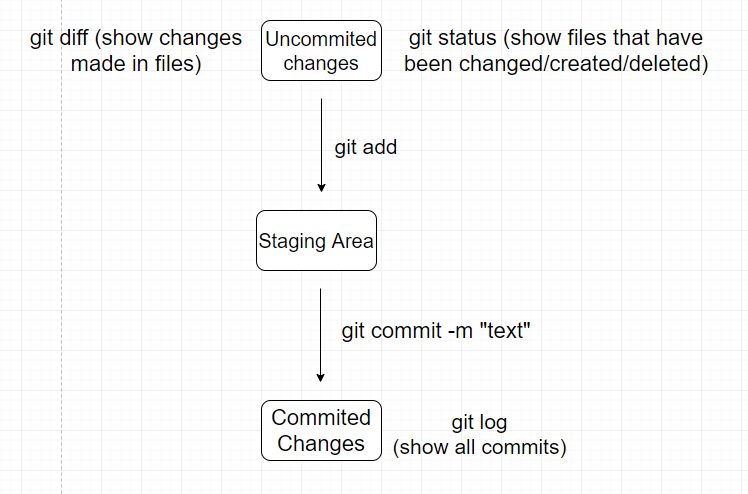 git diff (show changes
made in files)
Uncommited
changes
git status (show files that have
been changed/created/deleted)
git add
Staging Area
git commit -m "text"
Commited
Changes
git log
(show all commits)